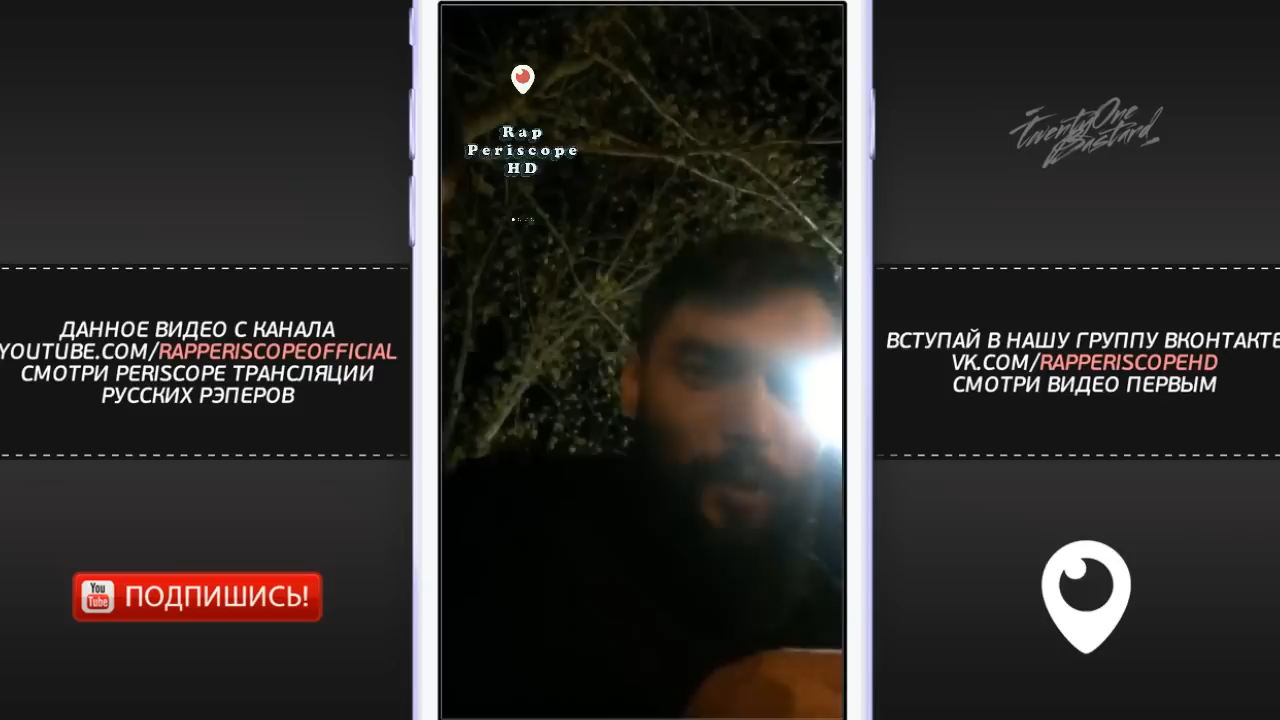 Rap
Periscope
HD
TwentyOne
Bastard
ДАННОЕ ВИДЕО С КАНАЛА
YOUTUBE.COM/RAPPERISCOPEOFFICIAL
СМОТРИ PERISCOPE ТРАНСЛЯЦИИ
РУССКИХ РЭПЕРОВ
ВСТУПАЙ В НАШУ ГРУППУ ВКОНТАКТЕ
VK.COM/RAPPERISCOPEHD
СМОТРИ ВИДЕО ПЕРВЫМ
You
Tube
ПОДПИШИСЬ!